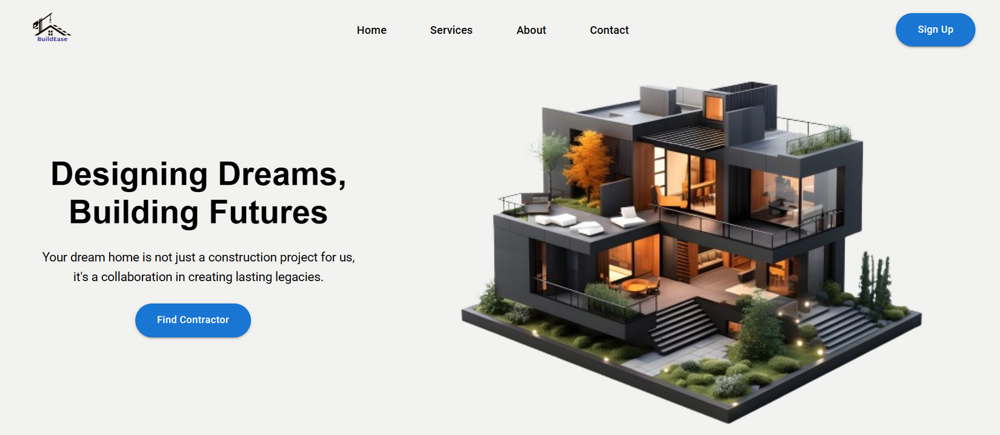 BuildEase
Home
Services
About
Contact
Sign Up
Designing Dreams,
Building Futures
Your dream home is not just a construction project for us,
it's a collaboration in creating lasting legacies.
Find Contractor